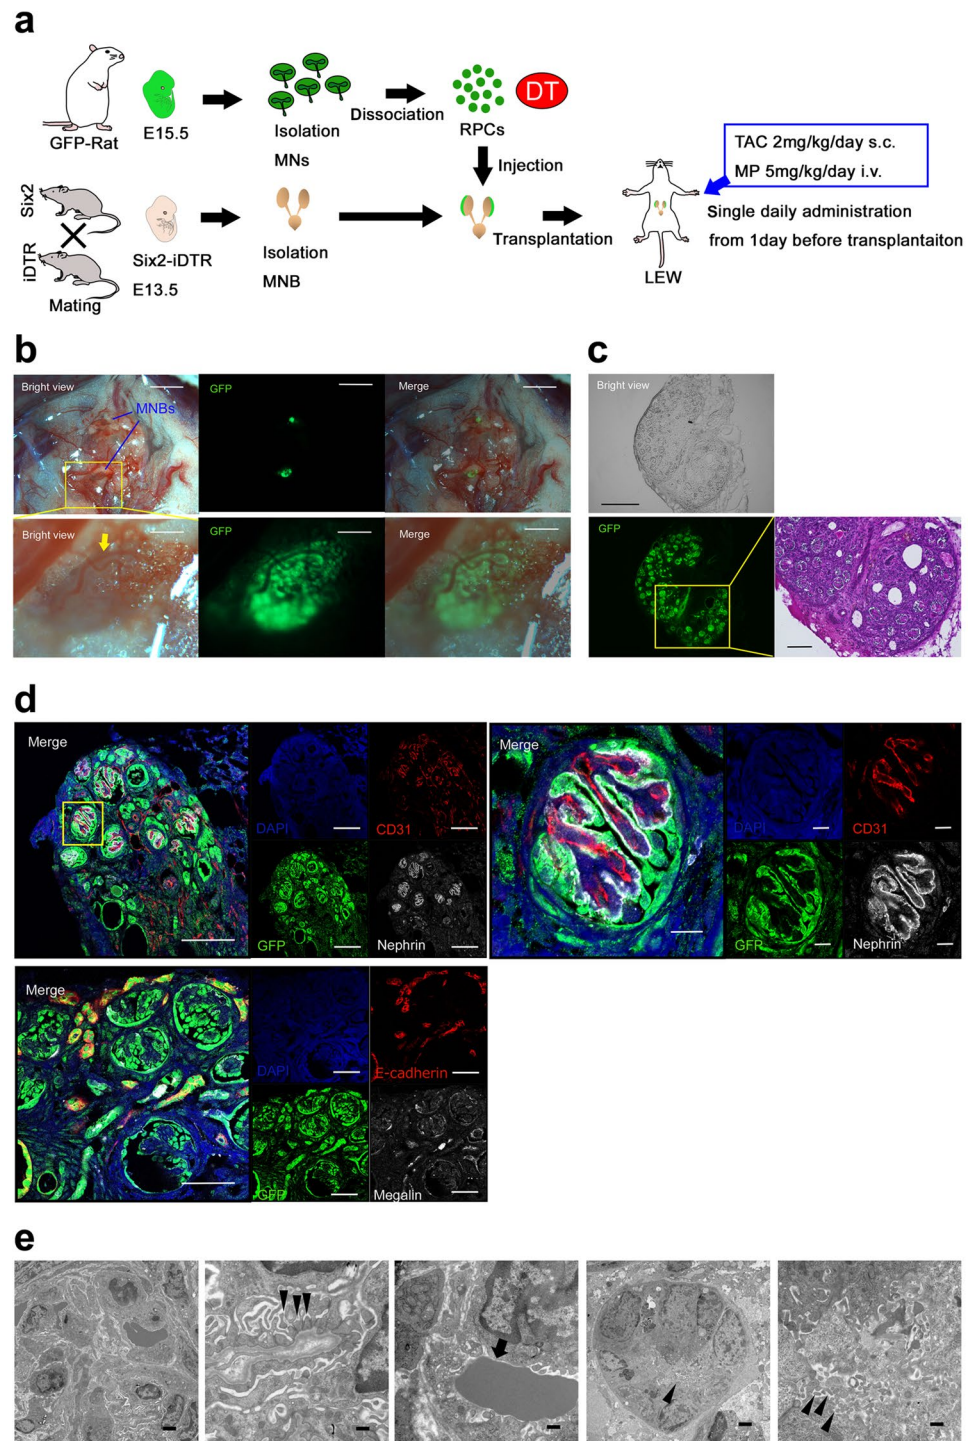 a
GFP-Rat
E15.5
Isolation
MNs
Dissociation
RPCs
DT
Injection
TAC 2mg/kg/day s.c.
MP 5mg/kg/day i.v.
Six2
iDTR
Mating
Six2-iDTR
E13.5
Isolation
MNB
Transplantation
LEW
Single daily administration
from 1day before transplantaiton
b
Bright view
MNBs
GFP
Merge
Bright view
GFP
Merge
c
Bright view
GFP
d
Merge
DAPI
CD31
GFP
Nephrin
Merge
DAPI
CD31
GFP
Nephrin
Merge
DAPI
E-cadherin
GFP
Megalin
e